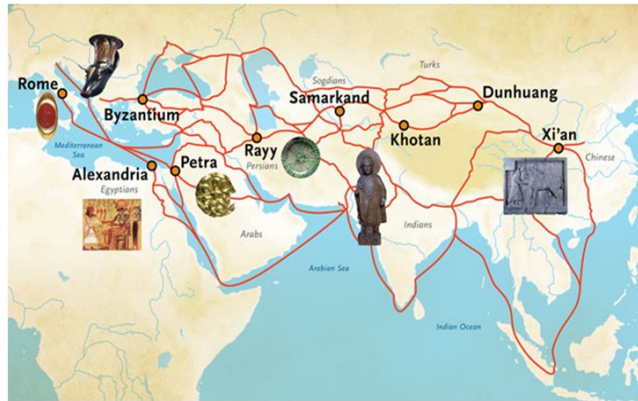 Turks
Sogdians
Rome
Samarkand
Dunhuang
Byzantium
Khotan
Xi'an
Rayy
Mediterranean
Sea
Chinese
Alexandria
Petra
Persians
Egyptians
Indians
Arabs
Arabian Sea
Indian Ocean